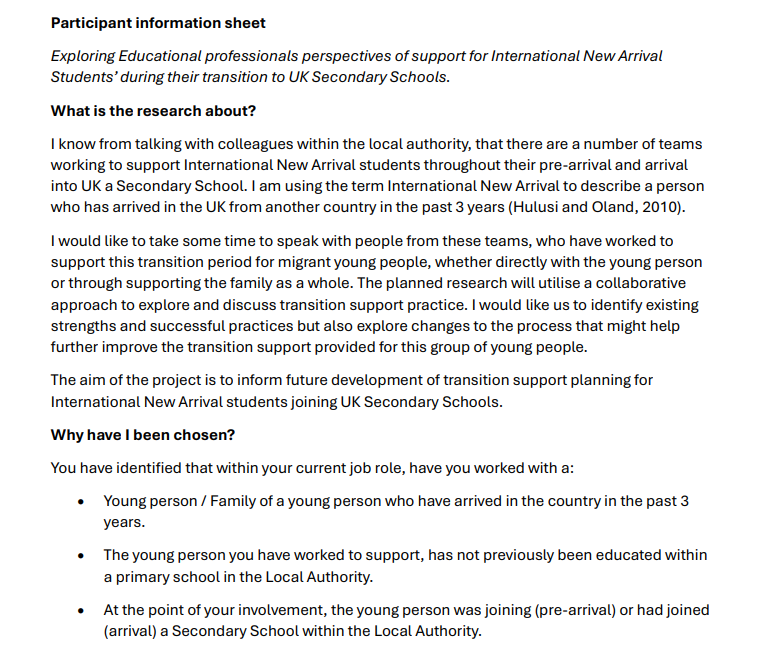 Participant information sheet
Exploring Educational professionals perspectives of support for International New Arrival
Students’ during their transition to UK Secondary Schools.
What is the research about?
I know from talking with colleagues within the local authority, that there are a number of teams
working to support International New Arrival students throughout their pre-arrival and arrival
into UK a Secondary School. I am using the term International New Arrival to describe a person
who has arrived in the UK from another country in the past 3 years (Hulusi and Oland, 2010).
I would like to take some time to speak with people from these teams, who have worked to
support this transition period for migrant young people, whether directly with the young person
or through supporting the family as a whole. The planned research will utilise a collaborative
approach to explore and discuss transition support practice. I would like us to identify existing
strengths and successful practices but also explore changes to the process that might help
further improve the transition support provided for this group of young people.
The aim of the project is to inform future development of transition support planning for
International New Arrival students joining UK Secondary Schools.
Why have I been chosen?
You have identified that within your current job role, have you worked with a:
• Young person / Family of a young person who have arrived in the country in the past 3
years.
• The young person you have worked to support, has not previously been educated within
a primary school in the Local Authority.
• At the point of your involvement, the young person was joining (pre-arrival) or had joined
(arrival) a Secondary School within the Local Authority.